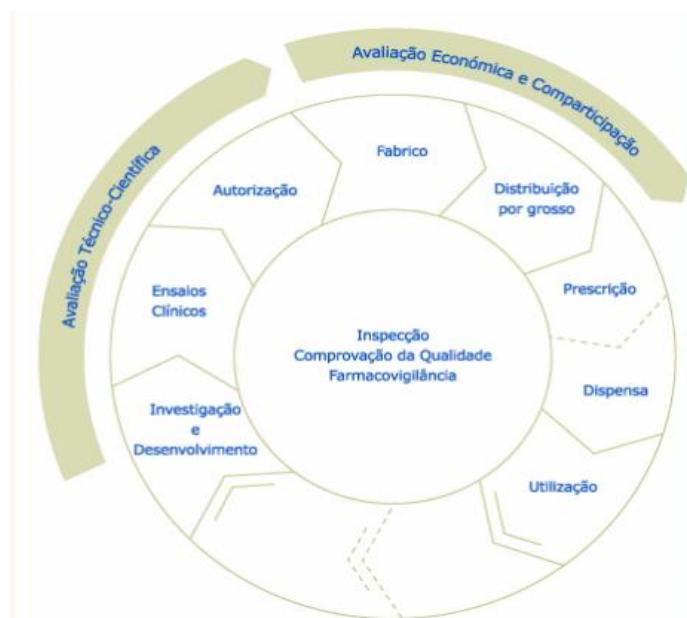 Avaliação Económica e Comparticipação
Avaliação Técnico-Científica
Fabrico
Autorização
Distribuição
por grosso
Ensaios
Clínicos
Prescrição
Inspecção
Comprovação da Qualidade
Farmacovigilância
Dispensa
Investigação
e
Desenvolvimento
Utilização